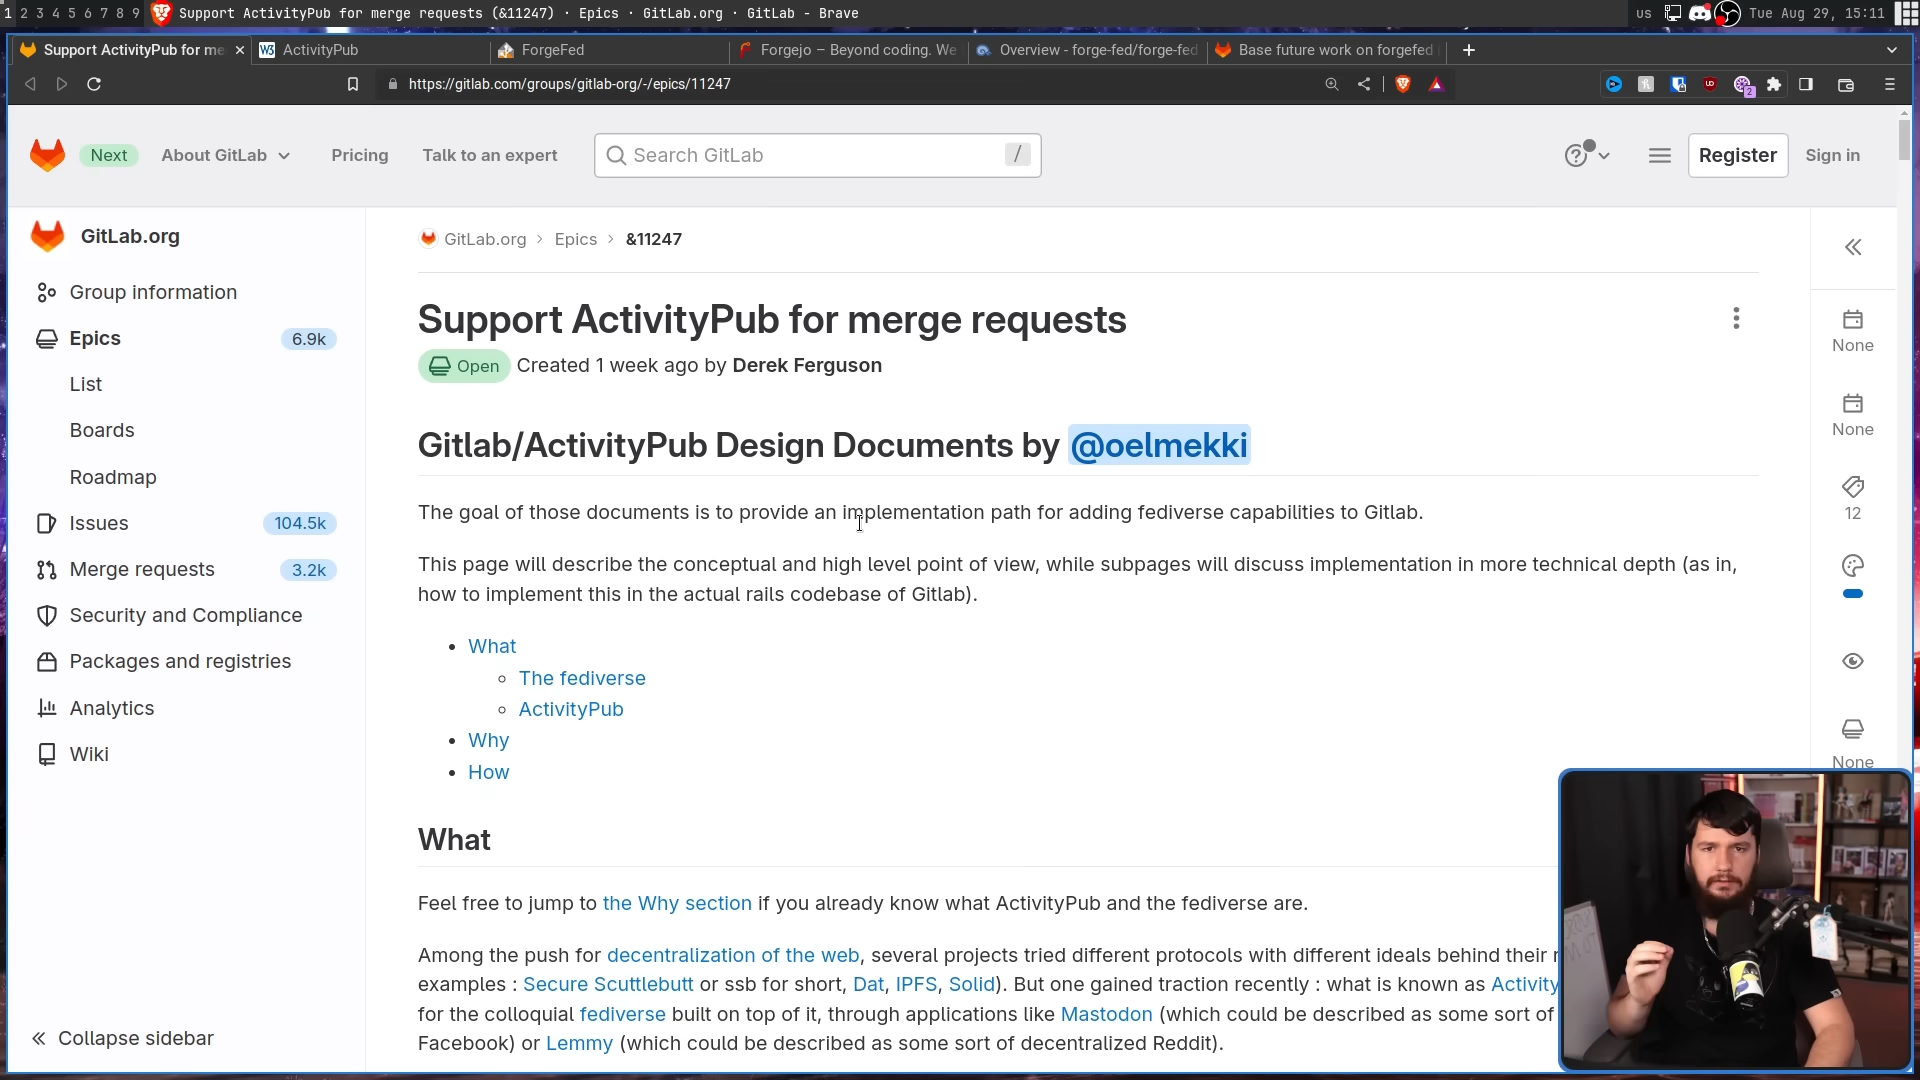 1 2 3 4 5 6 7 8 9 Support ActivityPub for merge requests (&11247) · Epics · GitLab.org · GitLab - Brave us Tue Aug 29, 15:11
Support ActivityPub for me ActivityPub ForgeFed Forgejo – Beyond coding. We Overview - forge-fed/forge-fed Base future work on forgefed
https://gitlab.com/groups/gitlab-org/-/epics/11247 2
Next About GitLab Pricing Talk to an expert Search GitLab / Register Sign in
GitLab.org
Group information
Epics 6.9k
List
Boards
Roadmap
Issues 104.5k
Merge requests 3.2k
Security and Compliance
Packages and registries
Analytics
Wiki
Collapse sidebar
GitLab.org > Epics > &11247
Support ActivityPub for merge requests
Open Created 1 week ago by Derek Ferguson
Gitlab/ActivityPub Design Documents by @oelmekki
The goal of those documents is to provide an implementation path for adding fediverse capabilities to Gitlab.
This page will describe the conceptual and high level point of view, while subpages will discuss implementation in more technical depth (as in,
how to implement this in the actual rails codebase of Gitlab).
• What
◦ The fediverse
◦ ActivityPub
• Why
• How
What
Feel free to jump to the Why section if you already know what ActivityPub and the fediverse are.
Among the push for decentralization of the web, several projects tried different protocols with different ideals behind their r
examples : Secure Scuttlebutt or ssb for short, Dat, IPFS, Solid). But one gained traction recently : what is known as Activity
for the colloquial fediverse built on top of it, through applications like Mastodon (which could be described as some sort of
Facebook) or Lemmy (which could be described as some sort of decentralized Reddit).
None
None
12
None